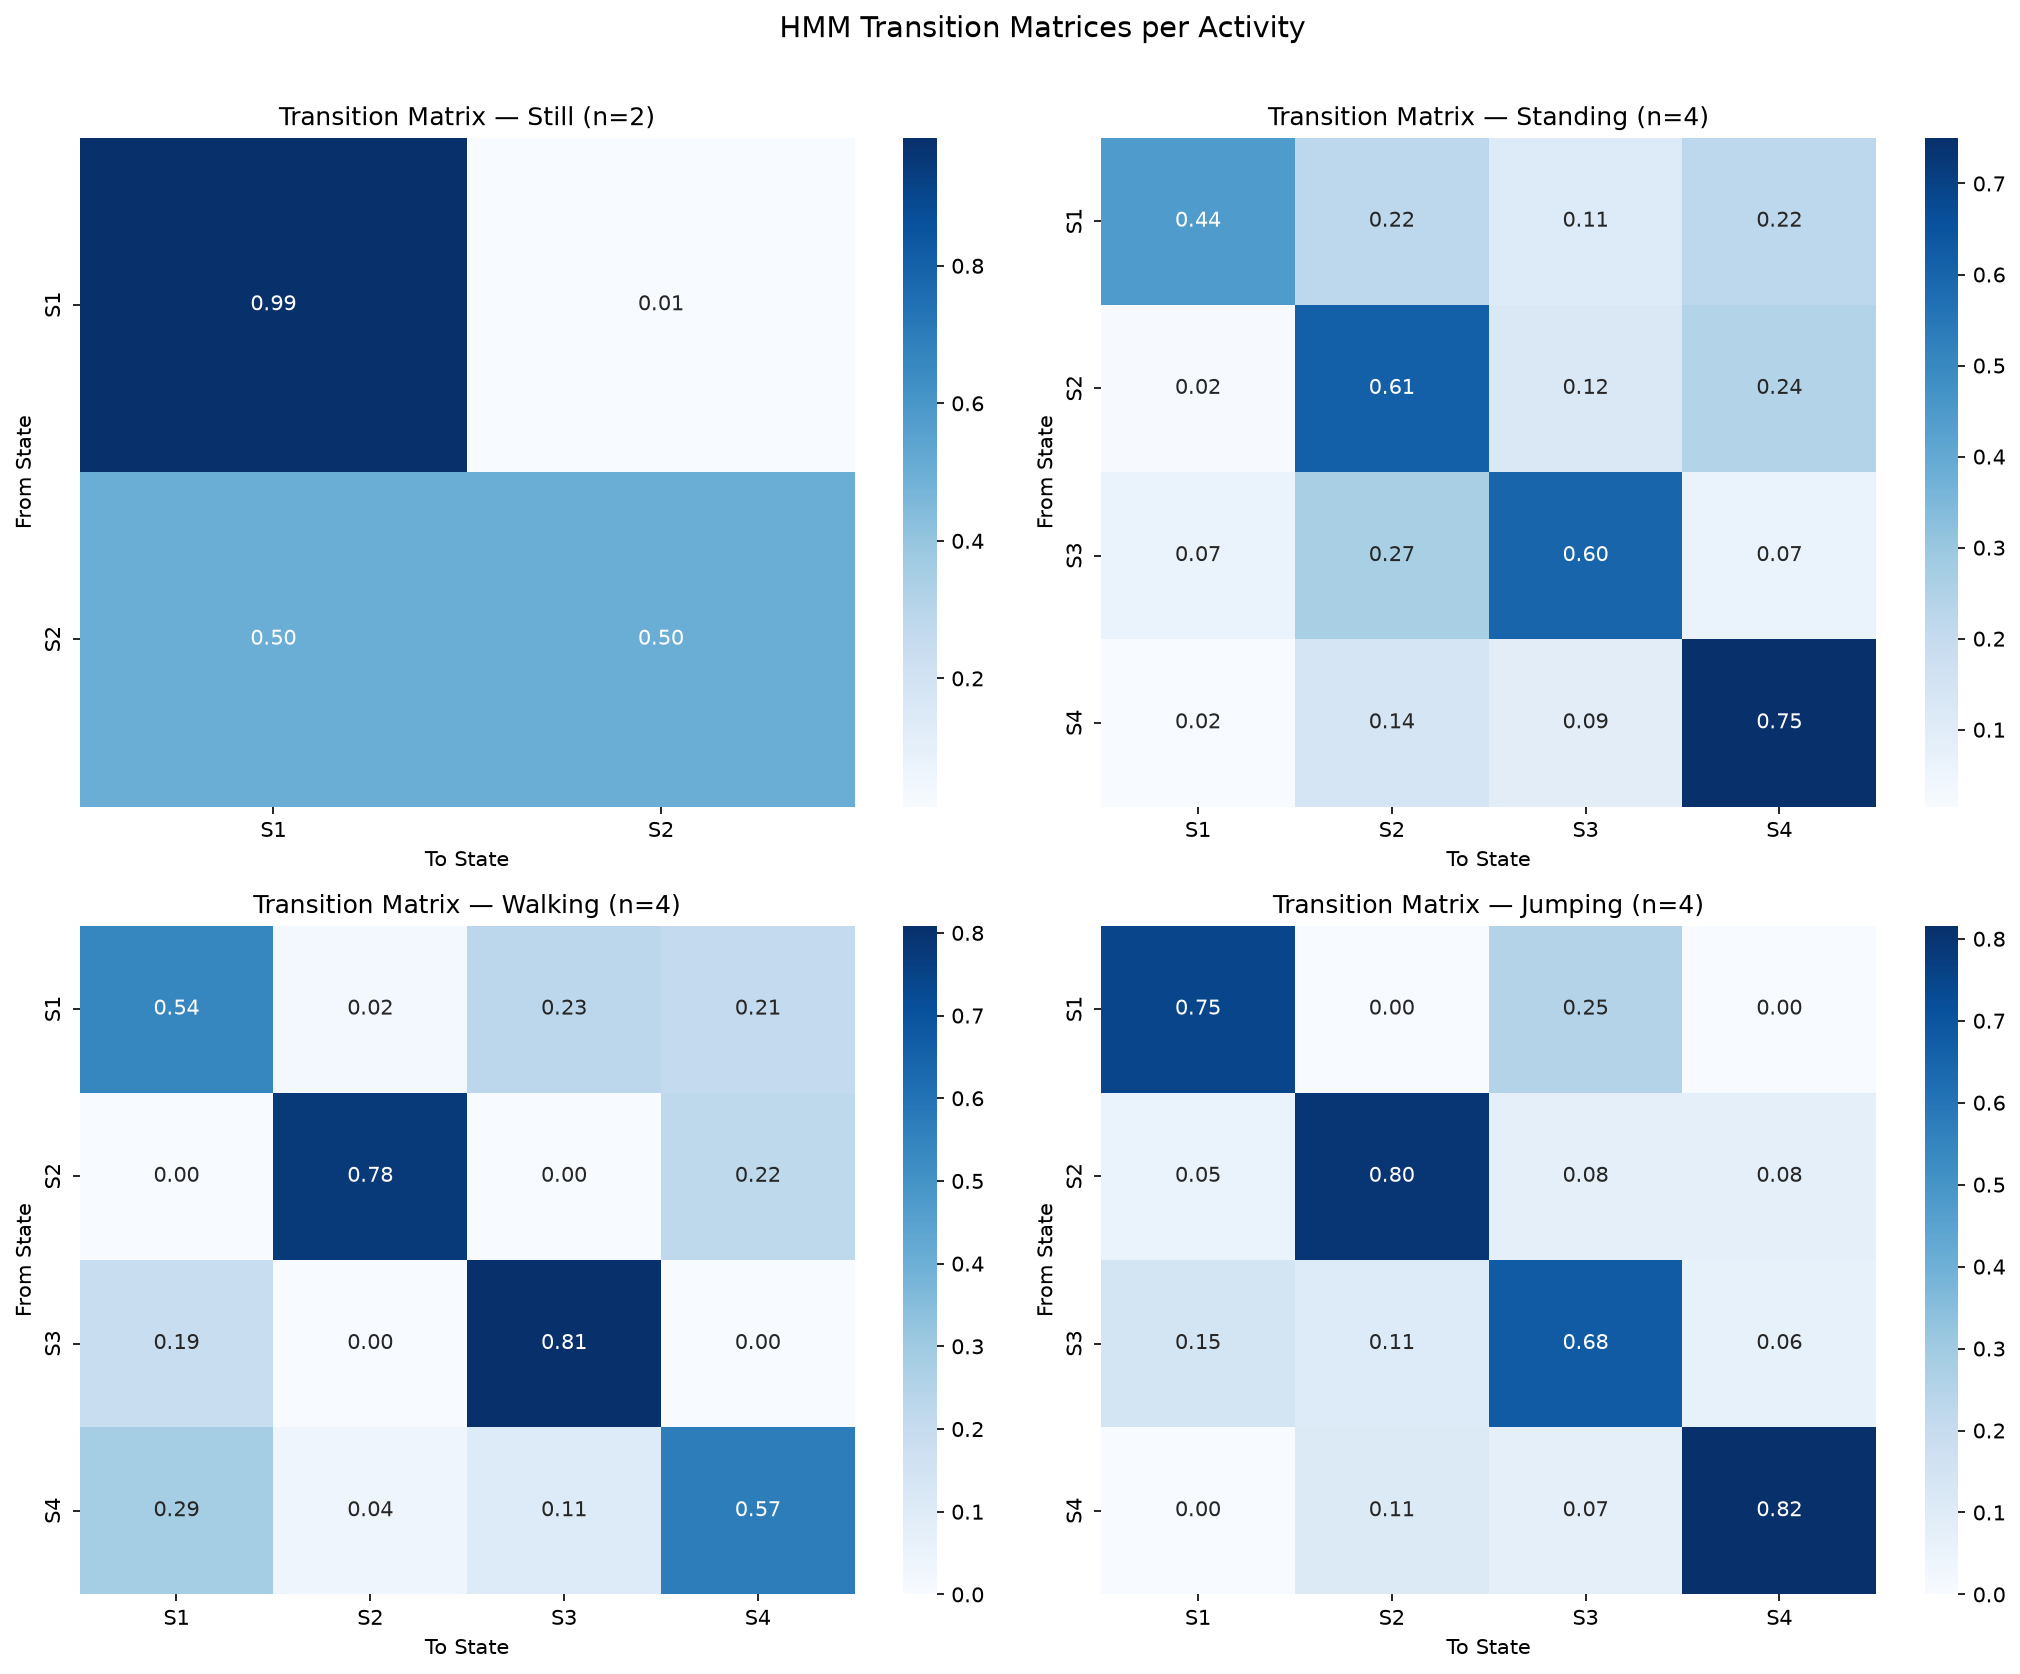 HMM Transition Matrices per Activity
Transition Matrix — Still (n=2)
From State
S1
S2
0.99 0.01
0.50 0.50
S1 S2
To State
0.8
0.6
0.4
0.2
Transition Matrix — Standing (n=4)
From State
S1
S2
S3
S4
0.44 0.22 0.11 0.22
0.02 0.61 0.12 0.24
0.07 0.27 0.60 0.07
0.02 0.14 0.09 0.75
S1 S2 S3 S4
To State
0.7
0.6
0.5
0.4
0.3
0.2
0.1
Transition Matrix — Walking (n=4)
From State
S1
S2
S3
S4
0.54 0.02 0.23 0.21
0.00 0.78 0.00 0.22
0.19 0.00 0.81 0.00
0.29 0.04 0.11 0.57
S1 S2 S3 S4
To State
0.8
0.7
0.6
0.5
0.4
0.3
0.2
0.1
0.0
Transition Matrix — Jumping (n=4)
From State
S1
S2
S3
S4
0.75 0.00 0.25 0.00
0.05 0.80 0.08 0.08
0.15 0.11 0.68 0.06
0.00 0.11 0.07 0.82
S1 S2 S3 S4
To State
0.8
0.7
0.6
0.5
0.4
0.3
0.2
0.1
0.0